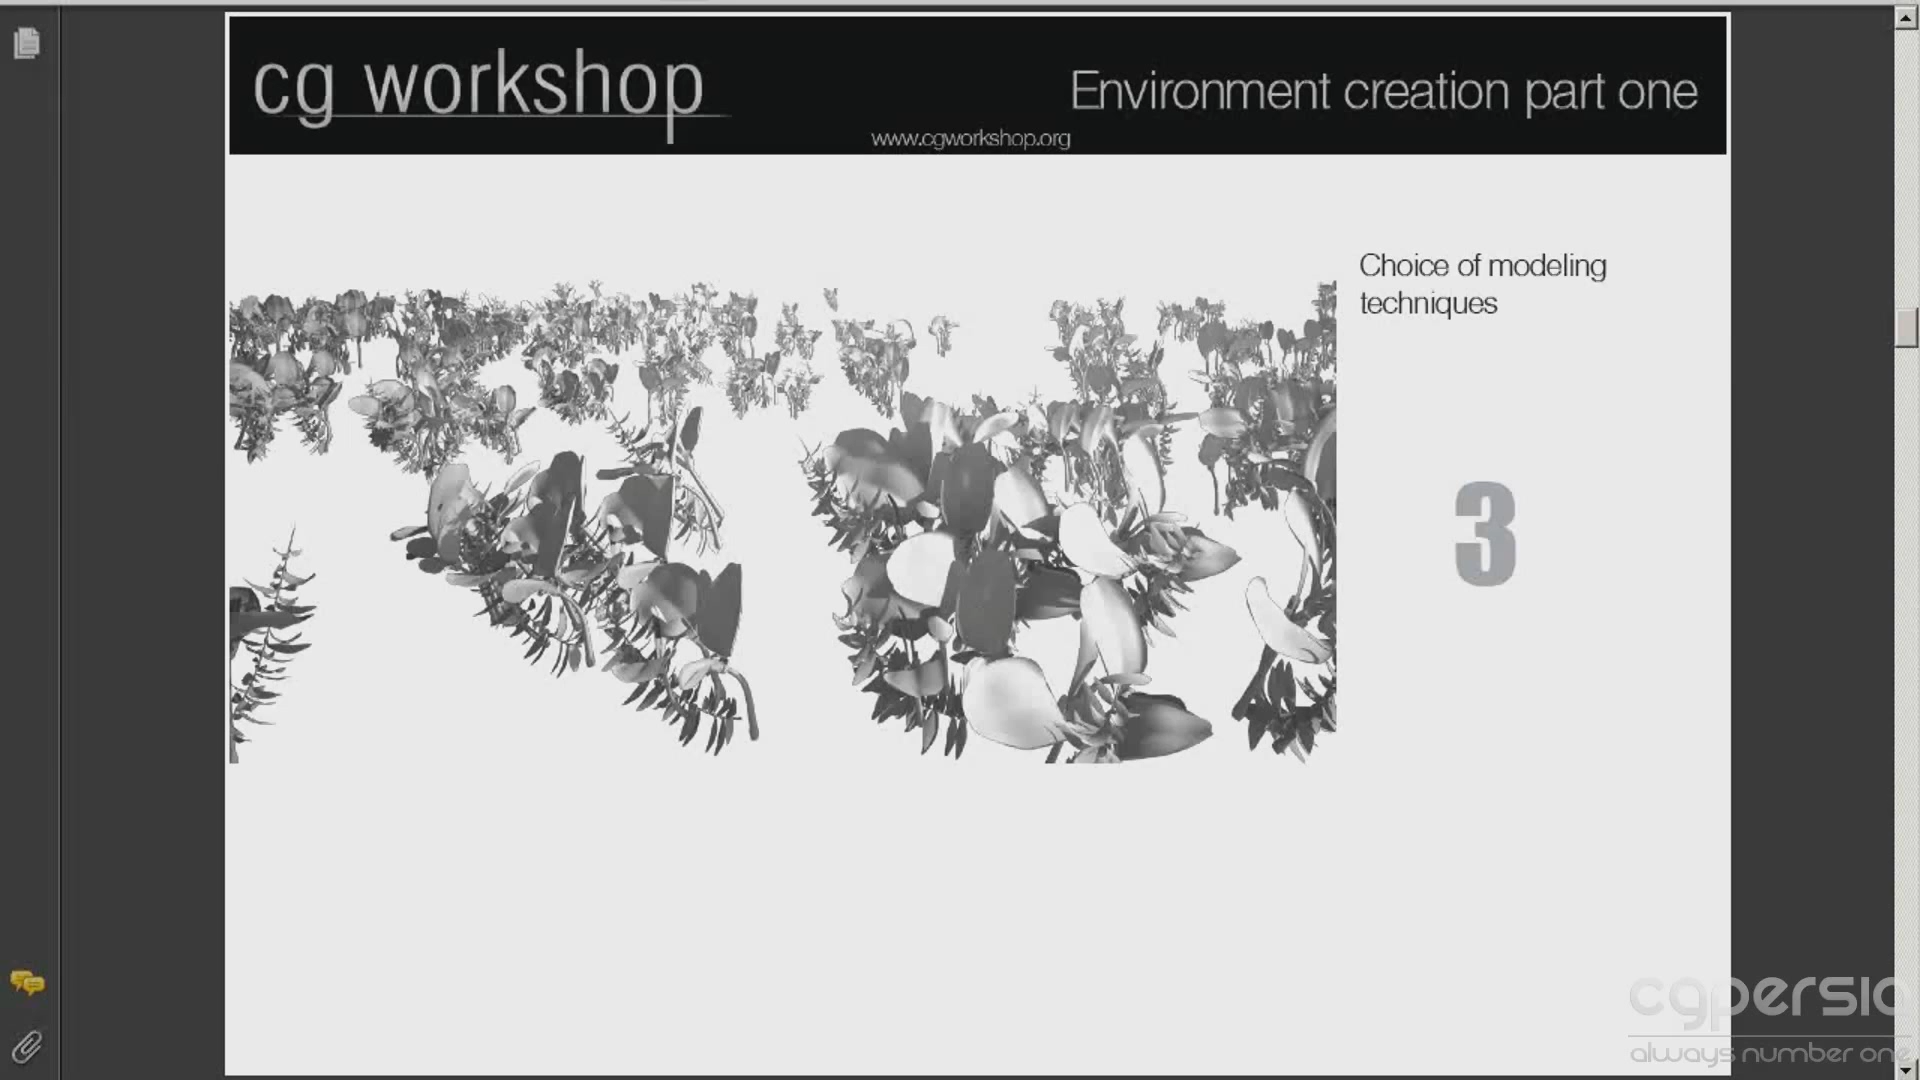 cg workshop
Environment creation part one
www.cgworkshop.org
Choice of modeling
techniques
3
cgpersia
always number one